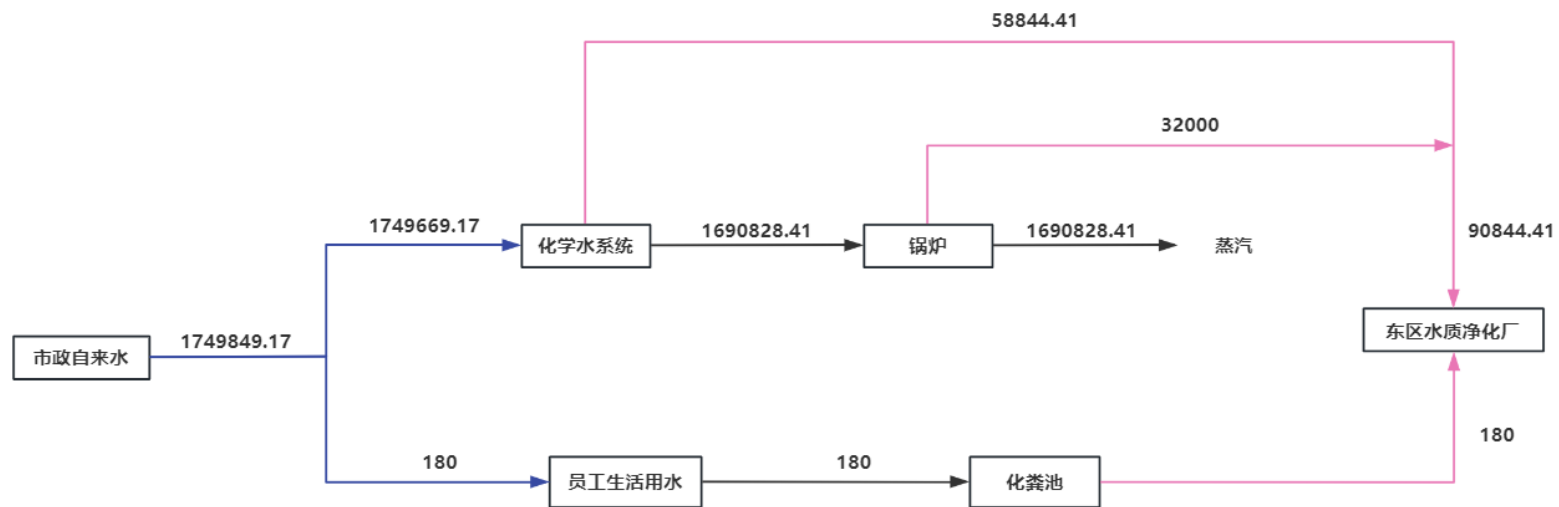 58844.41
32000
1749669.17
化学水系统
1690828.41
锅炉
1690828.41
蒸汽
90844.41
市政自来水
1749849.17
东区水质净化厂
180
员工生活用水
180
化粪池
180